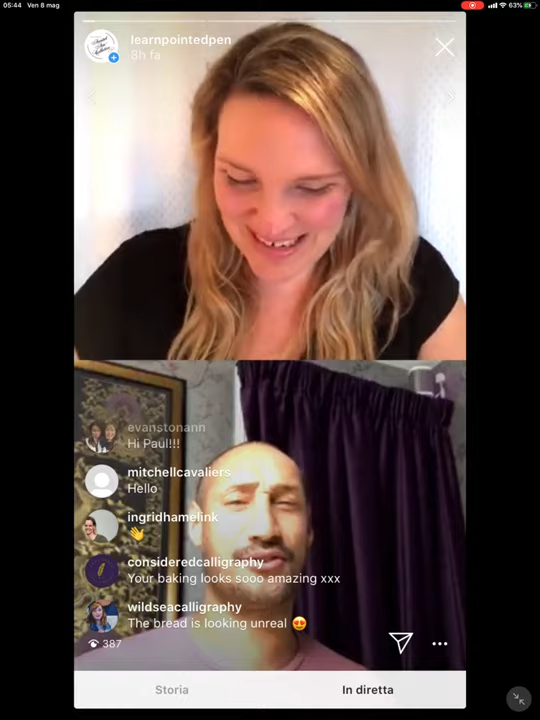 05:44 Ven 8 mag
63%
learnpointedpen
8h fa
evanstonann
Hi Paul!!!
mitchellcavaliers
Hello
ingridhamelink
👋
consideredcalligraphy
Your baking looks sooo amazing xxx
wildseacalligraphy
The bread is looking unreal 😍
387
Storia
In diretta